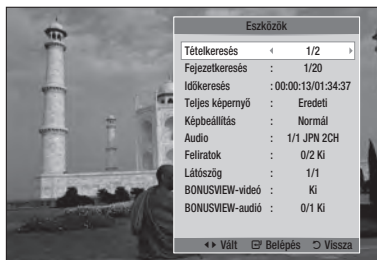 Eszközök
Tételkeresés ◄ 1/2 ►
Fejezetkeresés : 1/20
Időkeresés : 00:00:13/01:34:37
Teljes képernyő : Eredeti
Képbeállítás : Normál
Audio : 1/1 JPN 2CH
Feliratok : 0/2 Ki
Látószög : 1/1
BONUSVIEW-videó : Ki
BONUSVIEW-audió : 0/1 Ki
◄► Vált Belépés Vissza